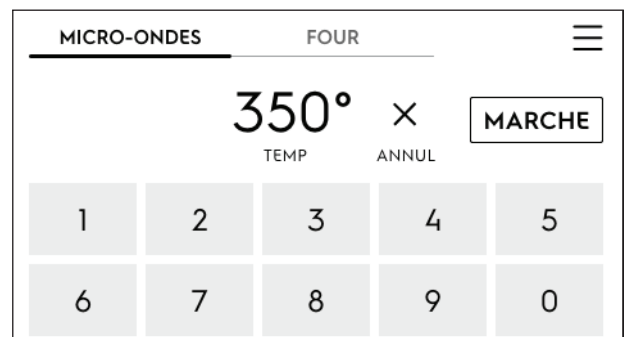 MICRO-ONDES FOUR
350° × MARCHE
TEMP ANNUL
1 2 3 4 5
6 7 8 9 0